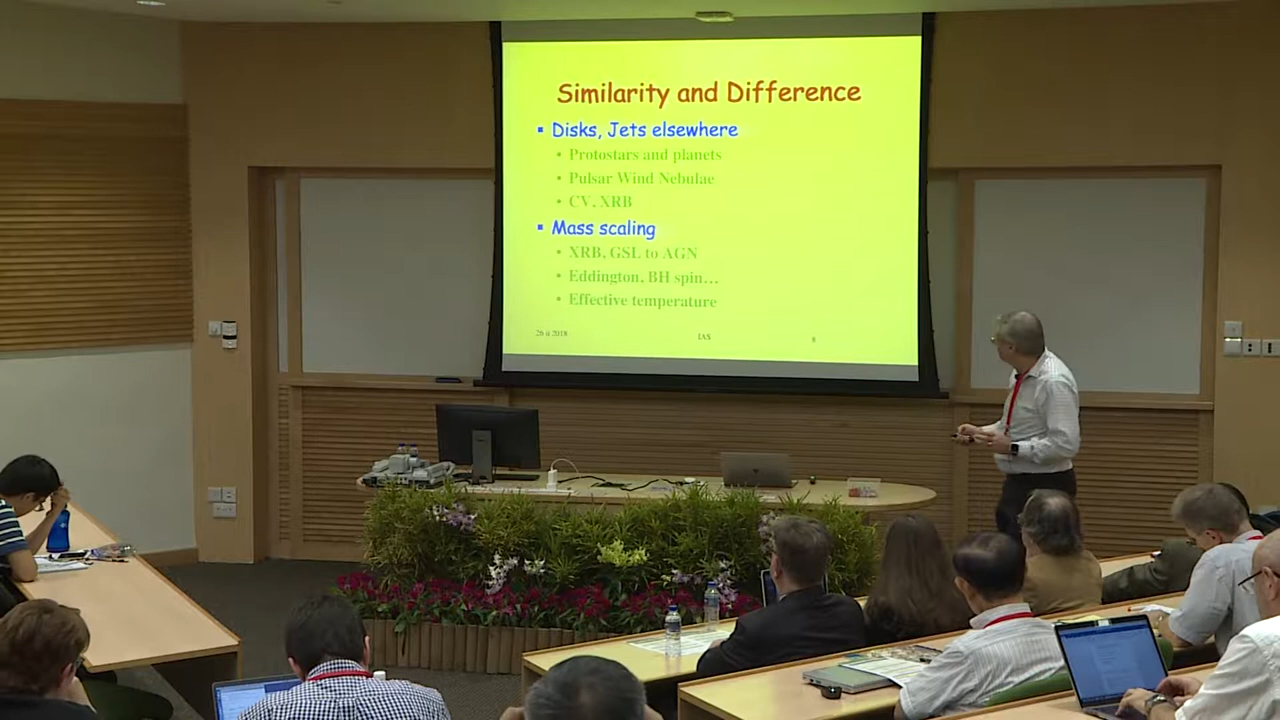 Similarity and Difference
▪ Disks, Jets elsewhere
• Protostars and planets
• Pulsar Wind Nebulae
• CV, XRB
▪ Mass scaling
• XRB, GSL to AGN
• Eddington, BH spin...
• Effective temperature
26 ii 2018 IAS 8